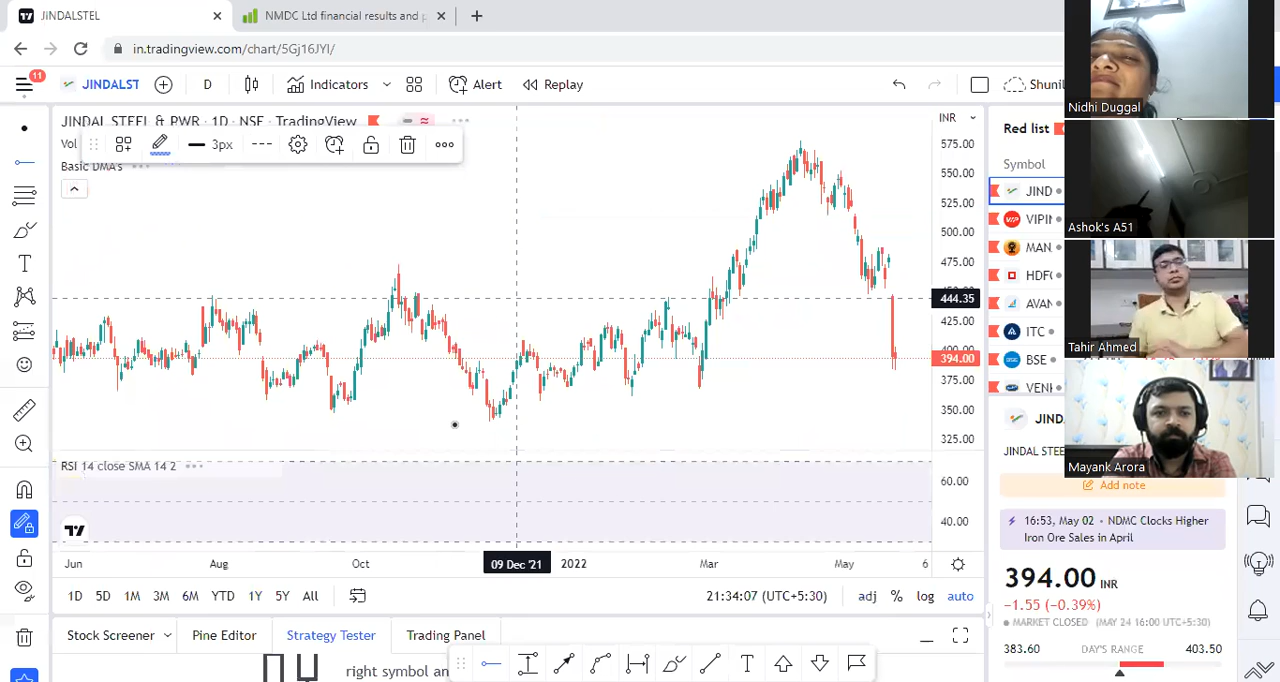 JINDALSTEL
NMDC Ltd financial results and p
in.tradingview.com/chart/5Gj16JYI/
11
JINDALST
D
Indicators
Alert
Replay
Shunil
JINDAL STEEL & PWR · 1D · NSE · TradingView
INR
Vol
3px
Basic DMA's
575.00
550.00
525.00
500.00
475.00
444.35
425.00
400.00
394.00
375.00
350.00
325.00
RSI 14 close SMA 14 2
60.00
40.00
Jun
Aug
Oct
09 Dec '21
2022
Mar
May
6
1D
5D
1M
3M
6M
YTD
1Y
5Y
All
21:34:07 (UTC+5:30)
adj
%
log
auto
Stock Screener
Pine Editor
Strategy Tester
Trading Panel
right symbol an
Red list
Symbol
JIND
VIPIN
MAN
HDFC
AVAN
ITC
BSE
VENK
JIND
JINDAL STEE
Add note
16:53, May 02 • NDMC Clocks Higher
Iron Ore Sales in April
394.00 INR
−1.55 (−0.39%)
MARKET CLOSED (MAY 24 16:00 UTC+5:30)
383.60
DAY'S RANGE
403.50
Nidhi Duggal
Ashok's A51
Tahir Ahmed
Mayank Arora